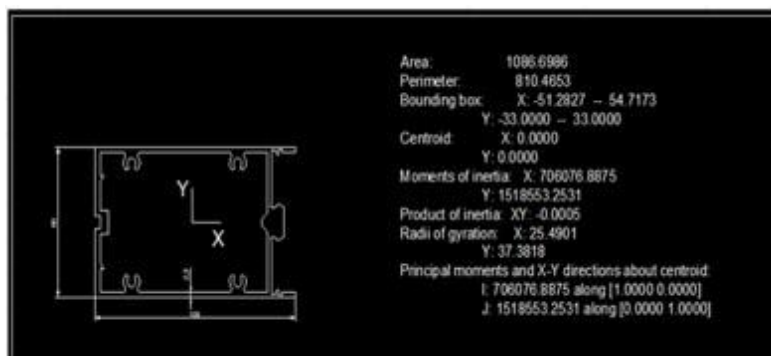 Area: 1086.6986
Perimeter: 810.4653
Bounding box: X: -51.2827 -- 54.7173
Y: -33.0000 -- 33.0000
Centroid: X: 0.0000
Y: 0.0000
Moments of inertia: X: 706076.8875
Y: 1518553.2531
Product of inertia: XY: -0.0005
Radii of gyration: X: 25.4901
Y: 37.3818
Principal moments and X-Y directions about centroid:
I: 706076.8875 along [1.0000 0.0000]
J: 1518553.2531 along [0.0000 1.0000]
Y
X